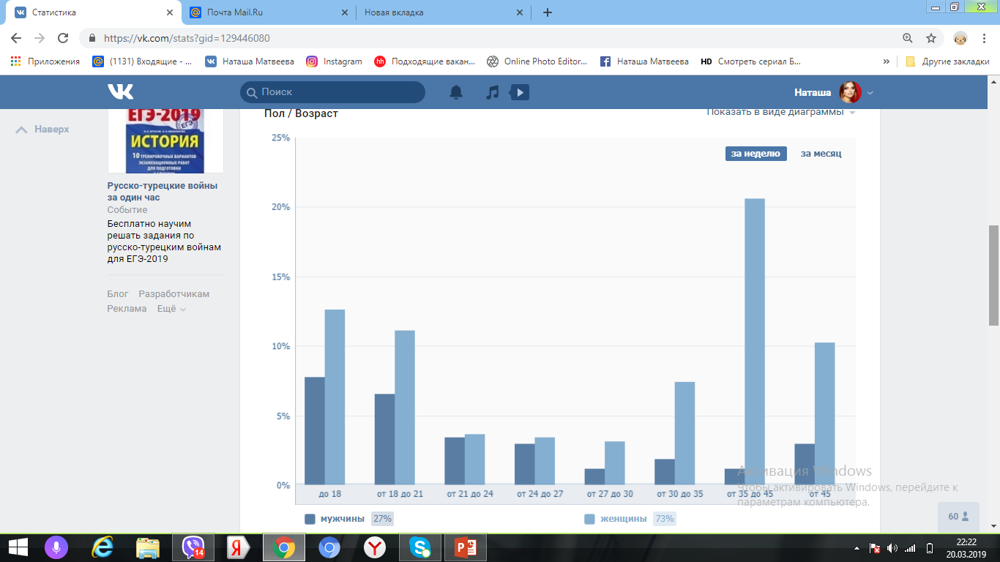 Статистика
Почта Mail.Ru
Новая вкладка
https://vk.com/stats?gid=129446080
Приложения
(1131) Входящие - ...
Наташа Матвеева
Instagram
hh
Подходящие вакан...
Online Photo Editor...
Наташа Матвеева
HD
Смотреть сериал Б...
»
Другие закладки
Поиск
Наташа
Наверх
ЕГЭ-2019
ЕГЭ
ИСТОРИЯ
10 ТРЕНИРОВОЧНЫХ ВАРИАНТОВ
ЭКЗАМЕНАЦИОННЫХ РАБОТ
ДЛЯ ПОДГОТОВКИ
Русско-турецкие войны
за один час
Событие
Бесплатно научим
решать задания по
русско-турецким войнам
для ЕГЭ-2019
Блог Разработчикам
Реклама Ещё
Пол / Возраст
Показать в виде диаграммы
за неделю
за месяц
25%
20%
15%
10%
5%
0%
до 18
от 18 до 21
от 21 до 24
от 24 до 27
от 27 до 30
от 30 до 35
от 35 до 45
от 45
мужчины 27%
женщины 73%
Активация Windows
Чтобы активировать Windows, перейдите к
параметрам компьютера.
60
14
22:22
20.03.2019